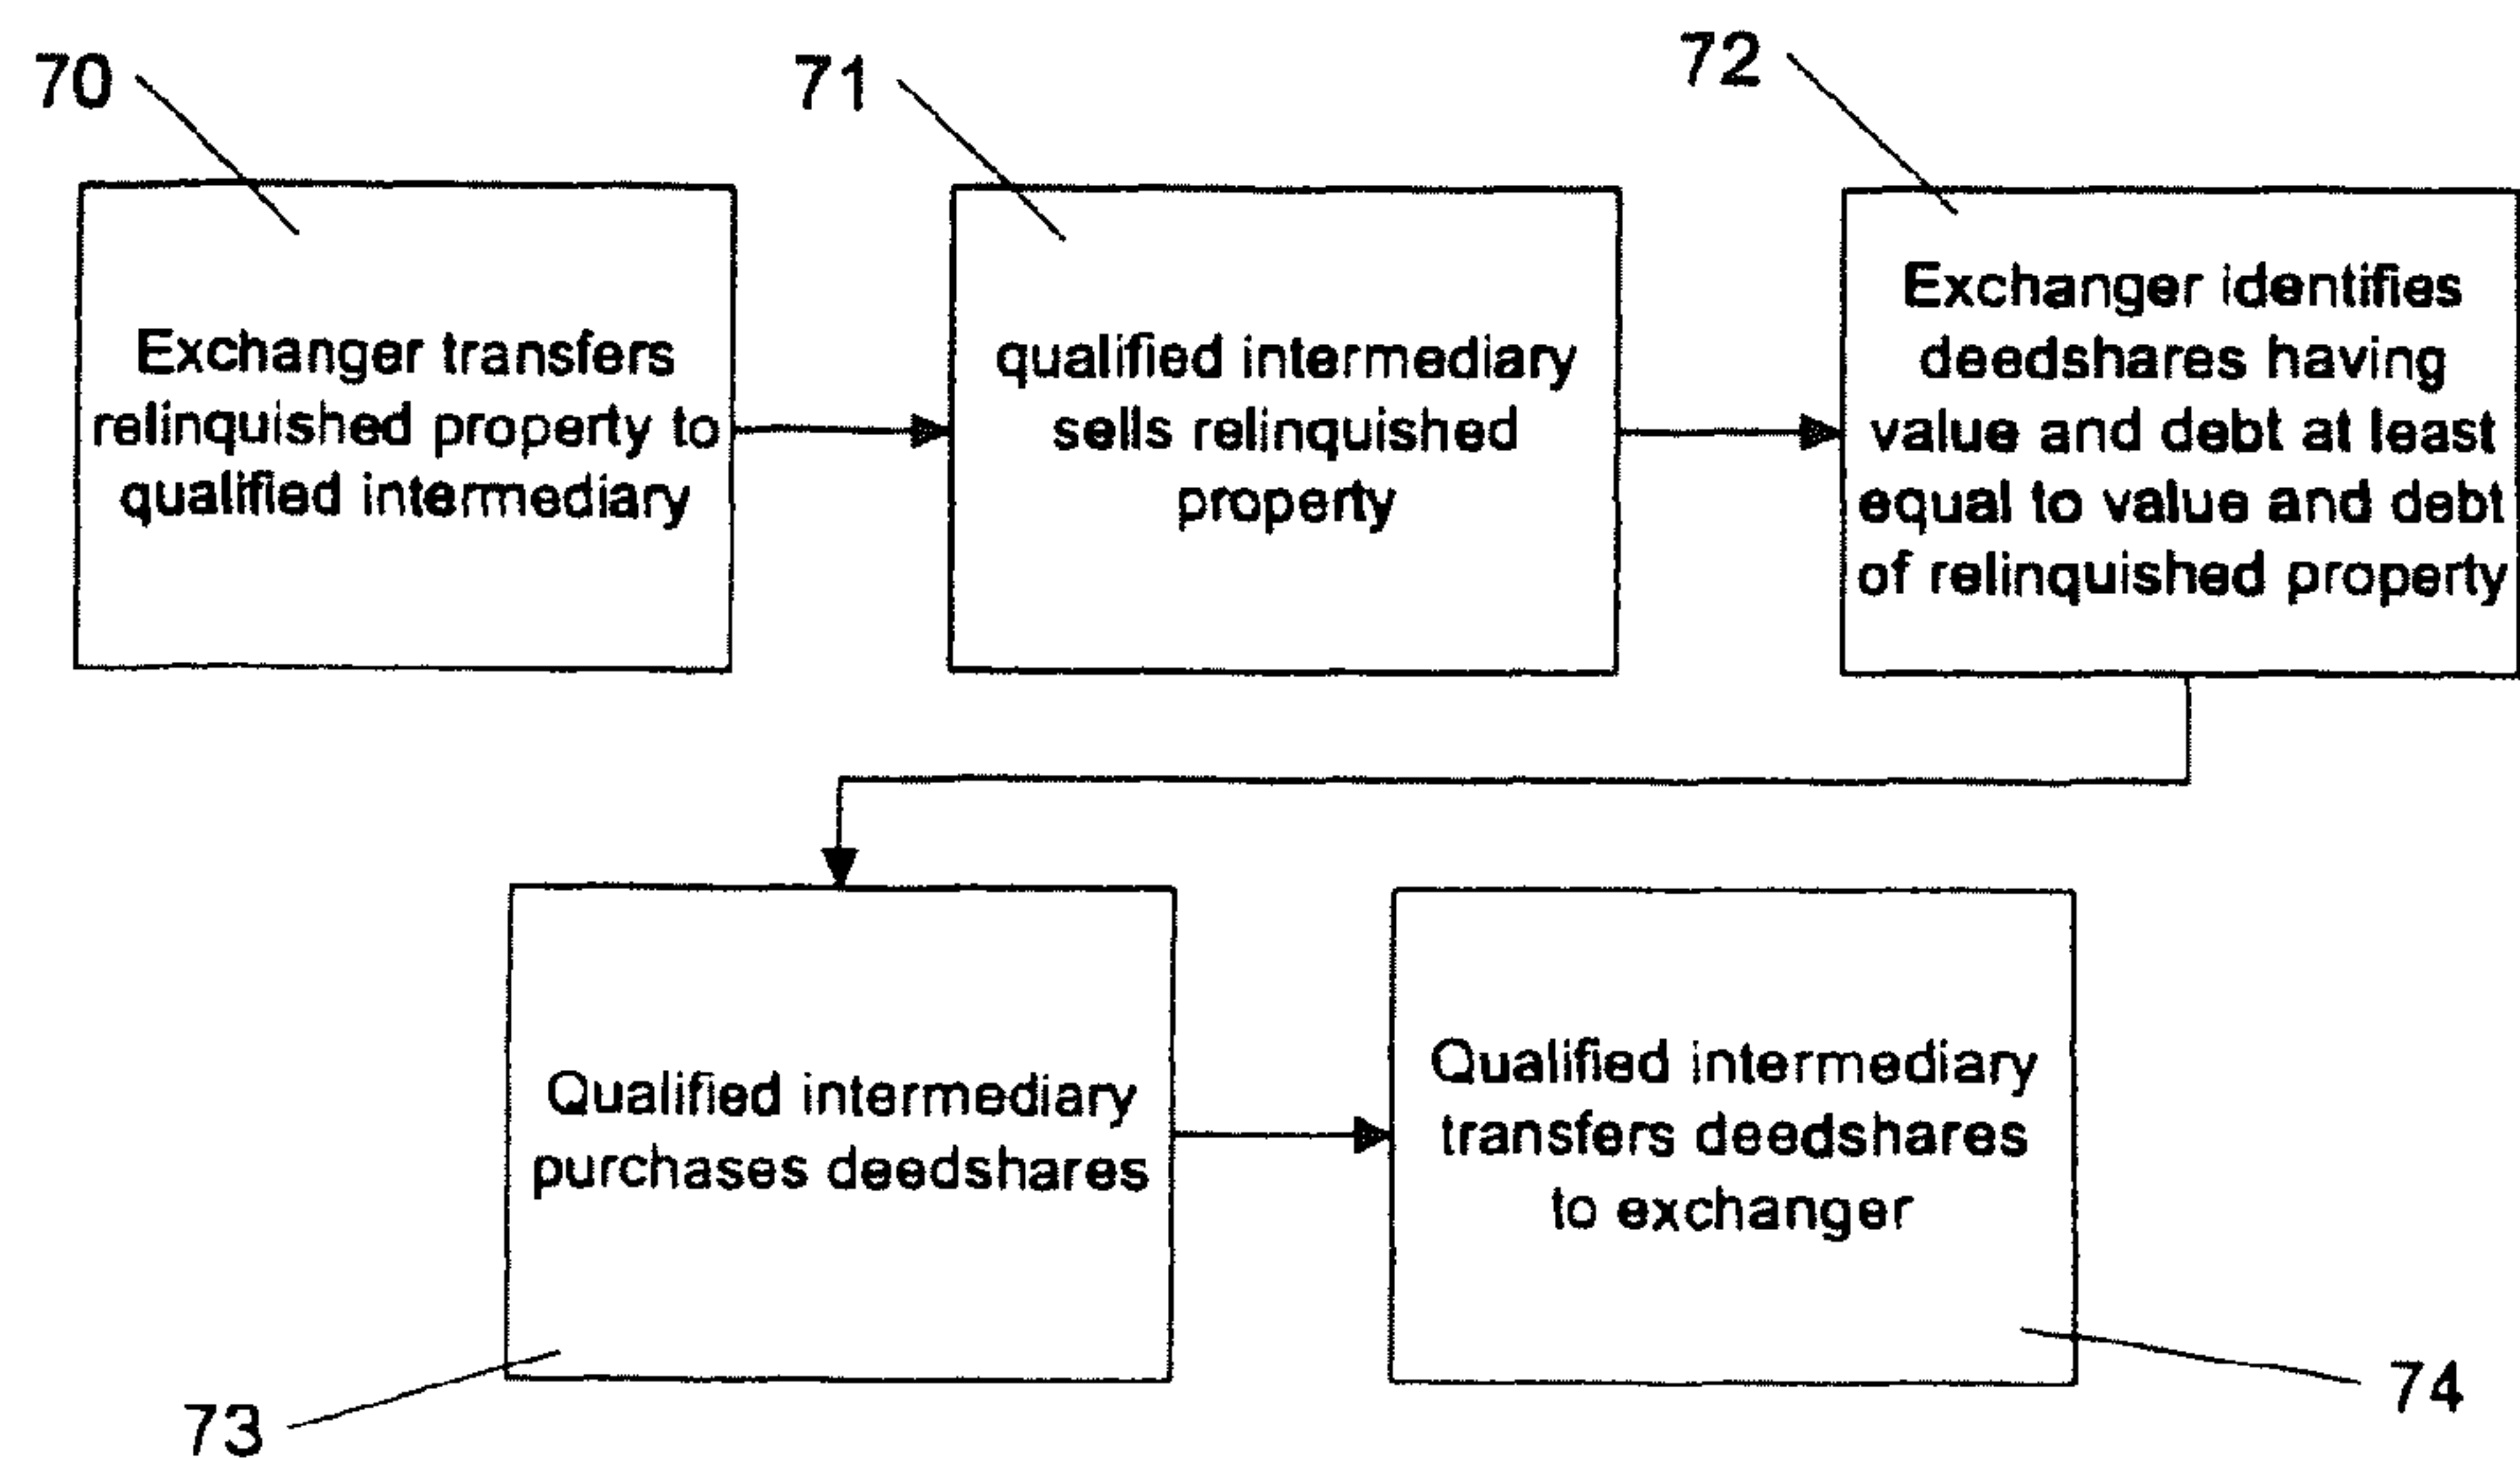 70
71
72
Exchanger transfers
relinquished property to
qualified intermediary
qualified intermediary
sells relinquished
property
Exchanger identifies
deedshares having
value and debt at least
equal to value and debt
of relinquished property
Qualified intermediary
purchases deedshares
Qualified intermediary
transfers deedshares
to exchanger
73
74